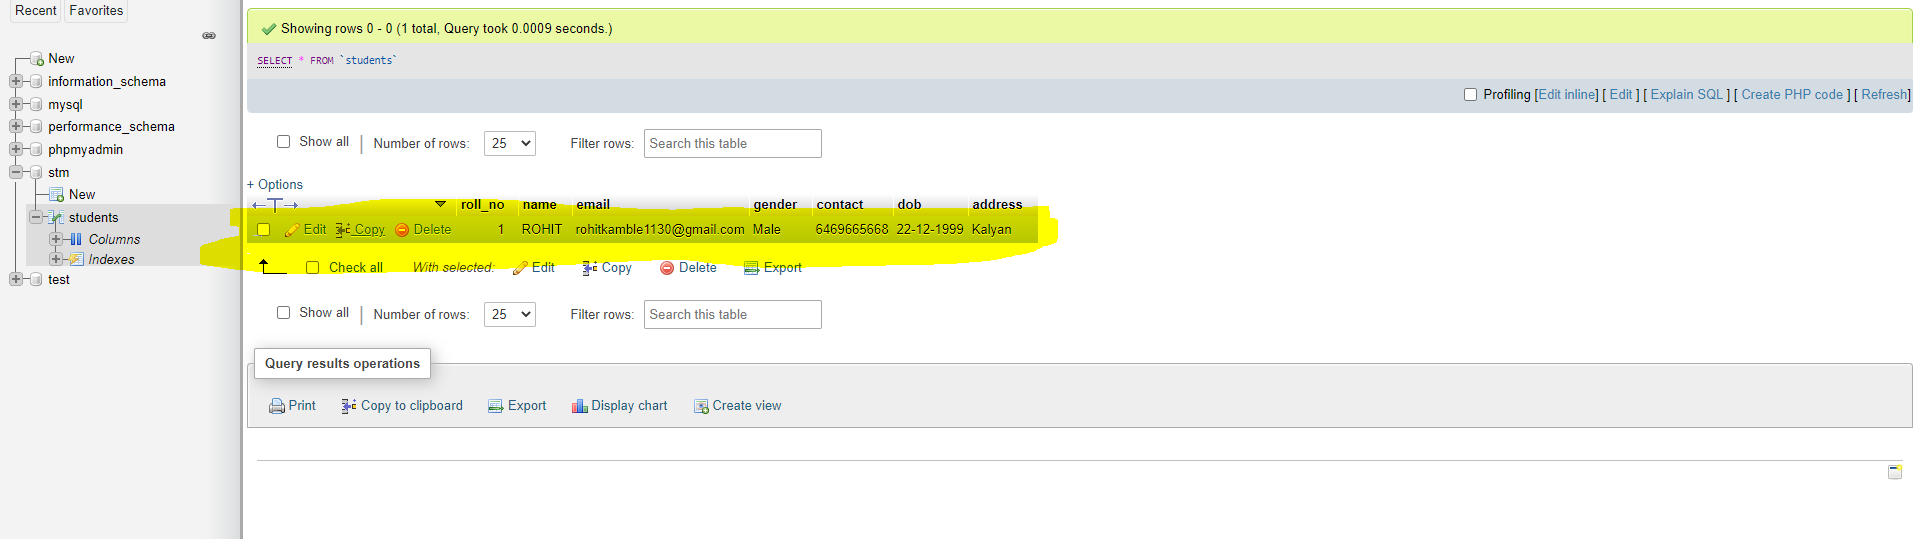 Recent Favorites
New
information_schema
mysql
performance_schema
phpmyadmin
stm
New
students
Columns
Indexes
test
Showing rows 0 - 0 (1 total, Query took 0.0009 seconds.)
SELECT * FROM `students`
Profiling [Edit inline] [ Edit ] [ Explain SQL ] [ Create PHP code ] [ Refresh]
Show all | Number of rows: 25 Filter rows: Search this table
+ Options
←T→ roll_no name email gender contact dob address
Edit Copy Delete 1 ROHIT rohitkamble1130@gmail.com Male 6469665668 22-12-1999 Kalyan
Check all With selected: Edit Copy Delete Export
Show all | Number of rows: 25 Filter rows: Search this table
Query results operations
Print Copy to clipboard Export Display chart Create view